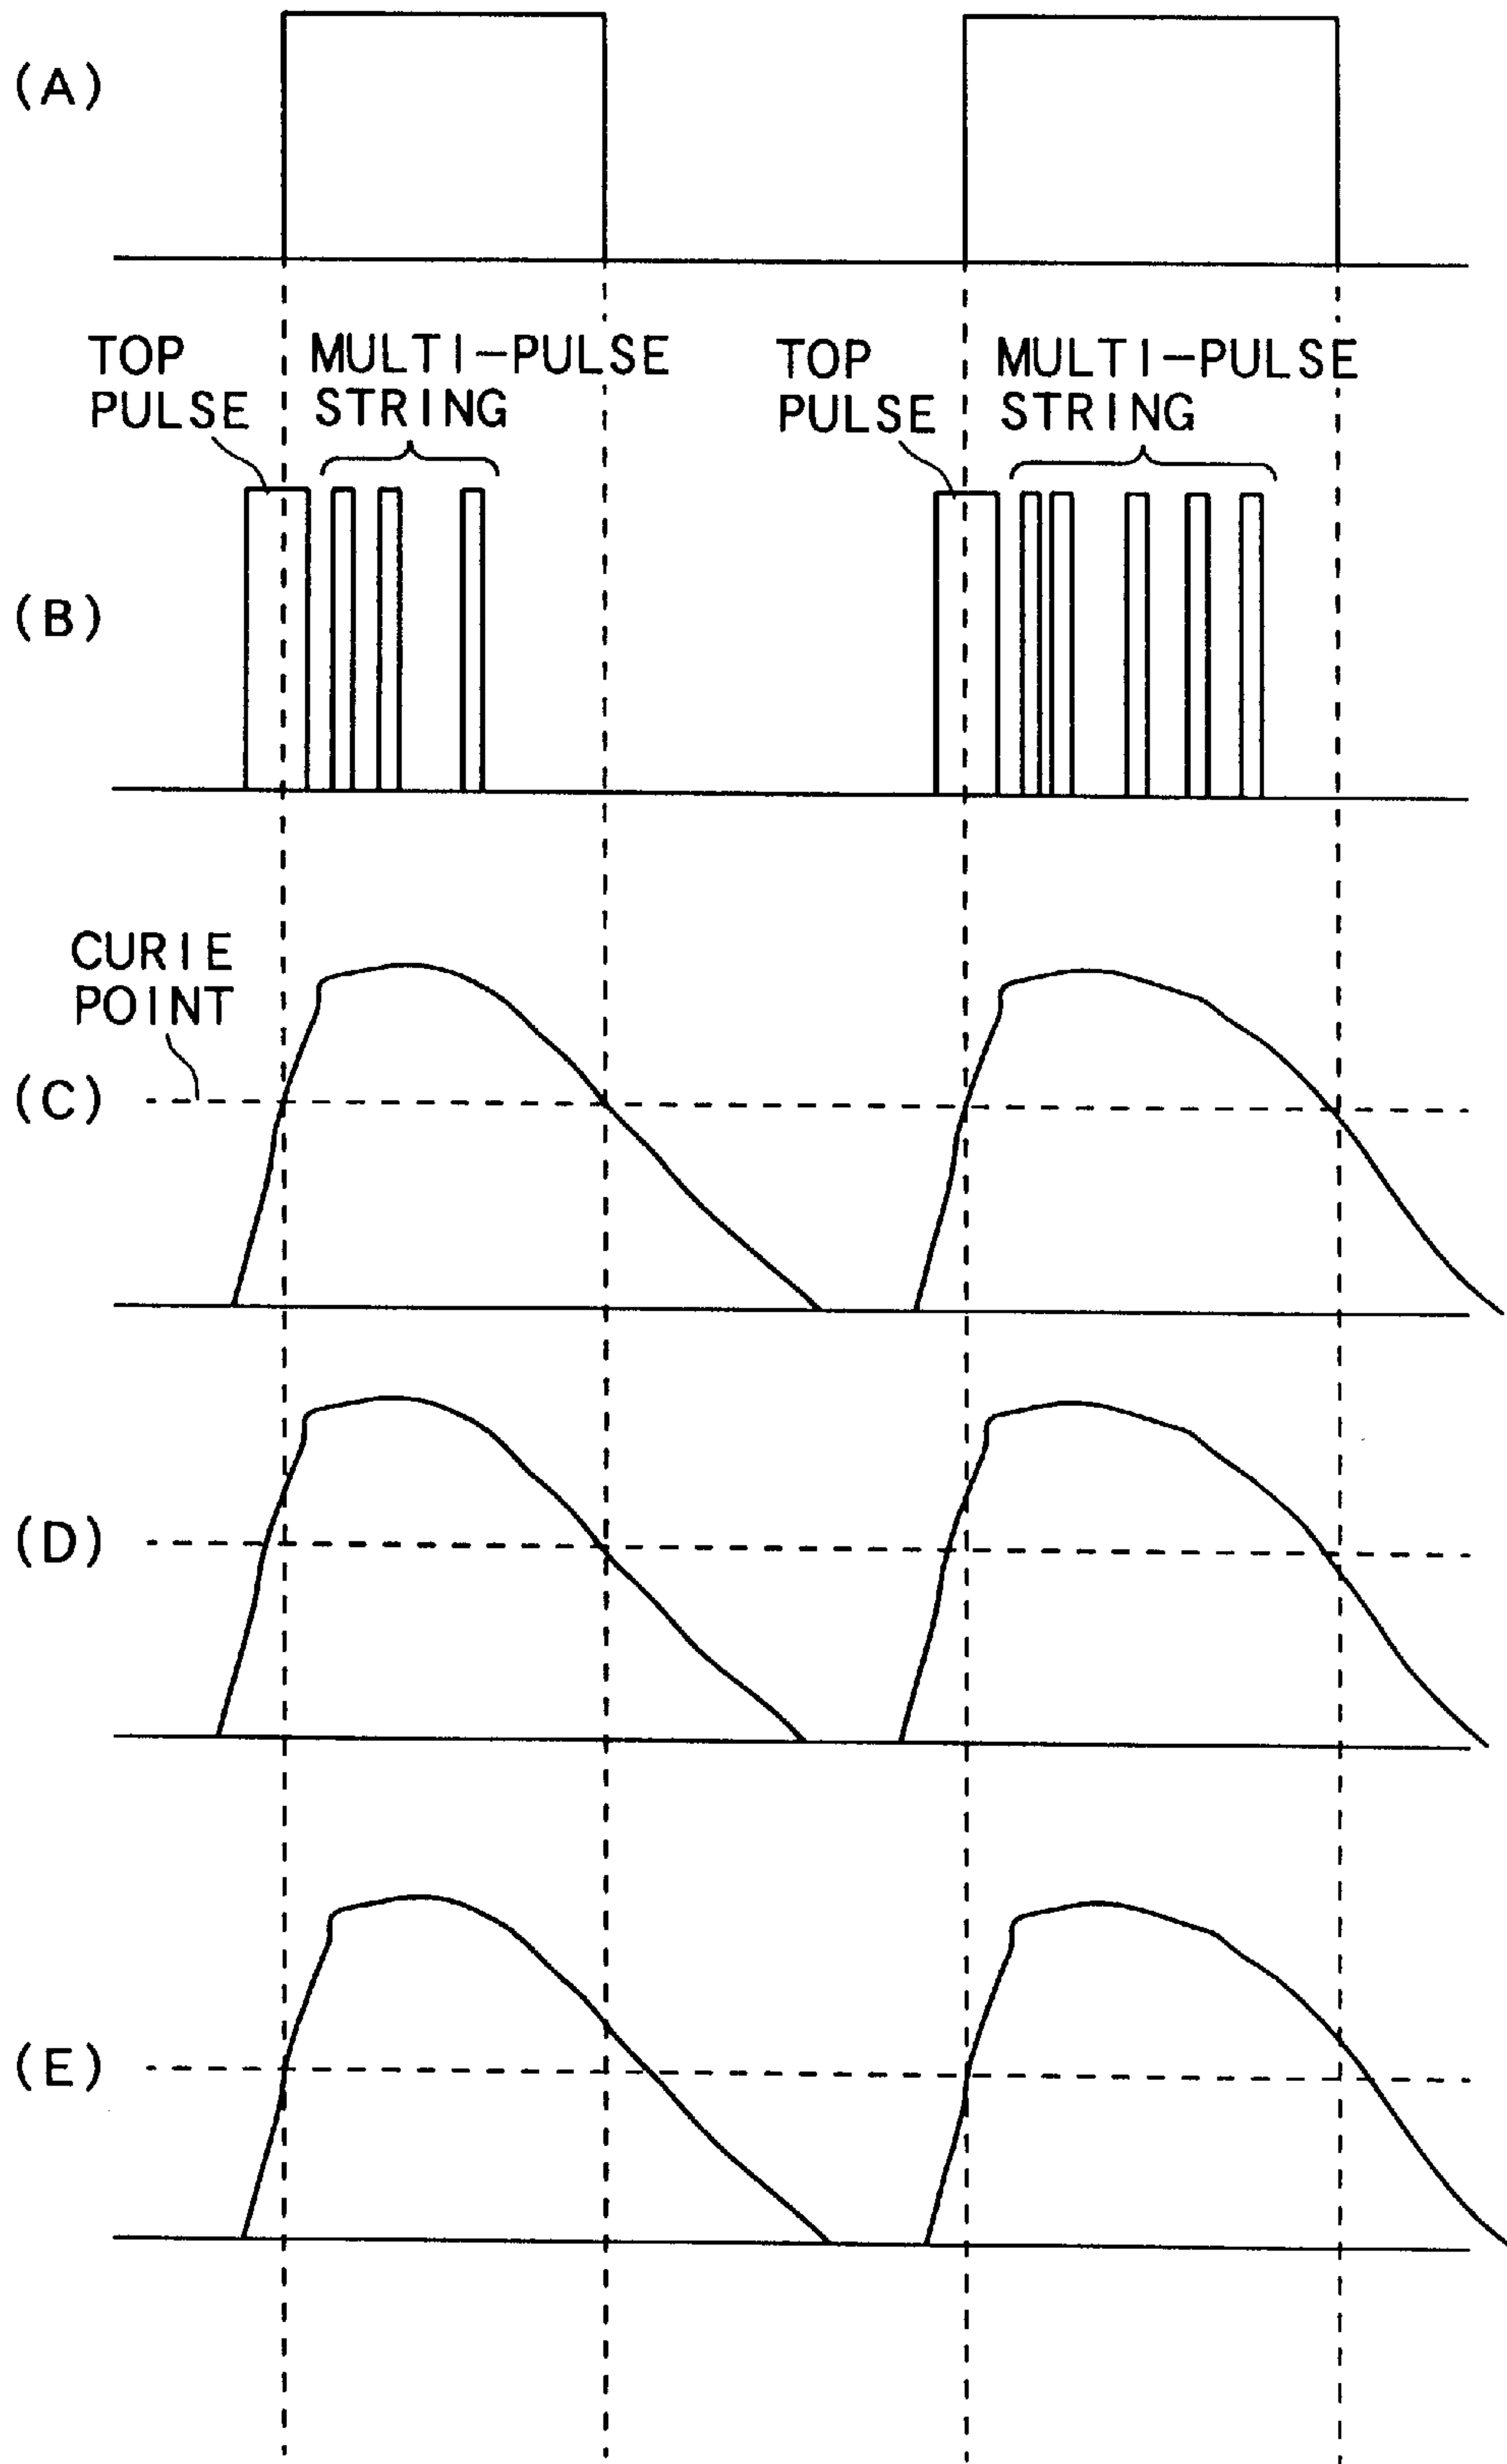 (A)
TOP
PULSE
MULTI-PULSE
STRING
TOP
PULSE
MULTI-PULSE
STRING
(B)
CURIE
POINT
(C)
(D)
(E)